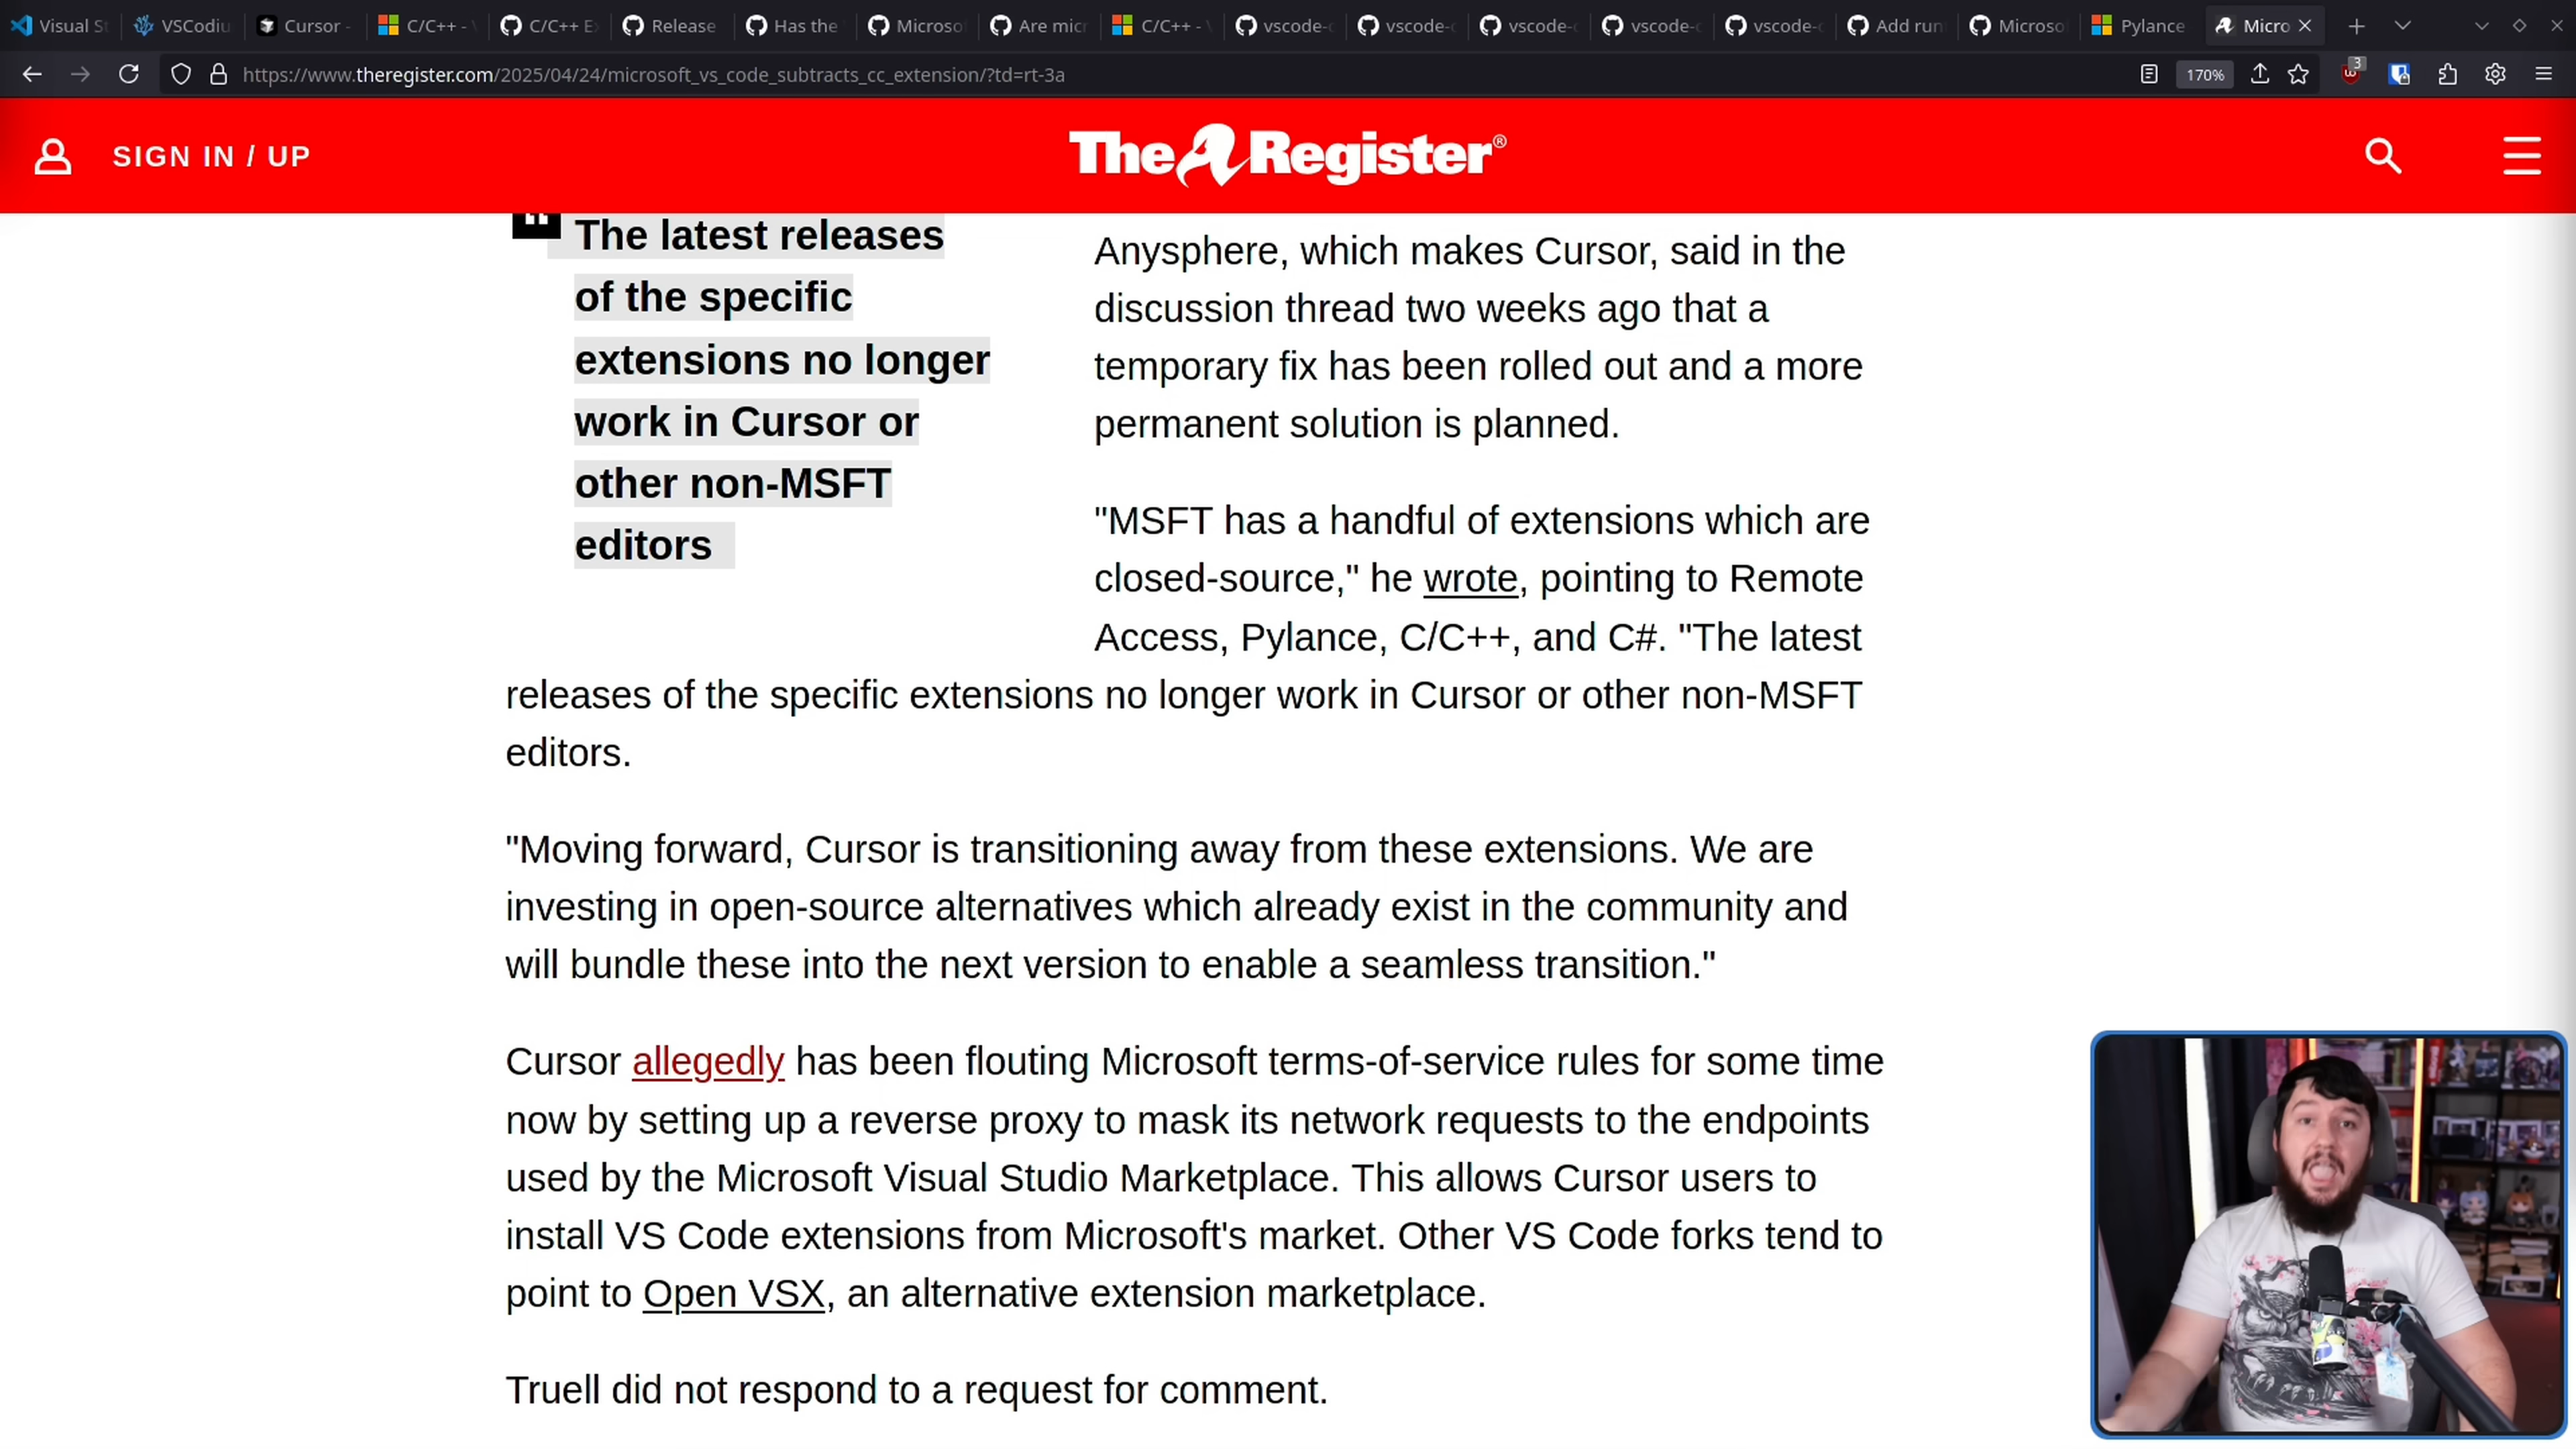 Visual St
VSCodiu
Cursor -
C/C++ - V
C/C++ Ex
Release
Has the
Microsof
Are micr
C/C++ - V
vscode-c
vscode-c
vscode-c
vscode-c
vscode-c
Add run
Microsof
Pylance
Micro
https://www.theregister.com/2025/04/24/microsoft_vs_code_subtracts_cc_extension/?td=rt-3a
170%
3
SIGN IN / UP
The Register®
The latest releases
of the specific
extensions no longer
work in Cursor or
other non-MSFT
editors
Anysphere, which makes Cursor, said in the
discussion thread two weeks ago that a
temporary fix has been rolled out and a more
permanent solution is planned.
"MSFT has a handful of extensions which are
closed-source," he wrote, pointing to Remote
Access, Pylance, C/C++, and C#. "The latest
releases of the specific extensions no longer work in Cursor or other non-MSFT
editors.
"Moving forward, Cursor is transitioning away from these extensions. We are
investing in open-source alternatives which already exist in the community and
will bundle these into the next version to enable a seamless transition."
Cursor allegedly has been flouting Microsoft terms-of-service rules for some time
now by setting up a reverse proxy to mask its network requests to the endpoints
used by the Microsoft Visual Studio Marketplace. This allows Cursor users to
install VS Code extensions from Microsoft's market. Other VS Code forks tend to
point to Open VSX, an alternative extension marketplace.
Truell did not respond to a request for comment.